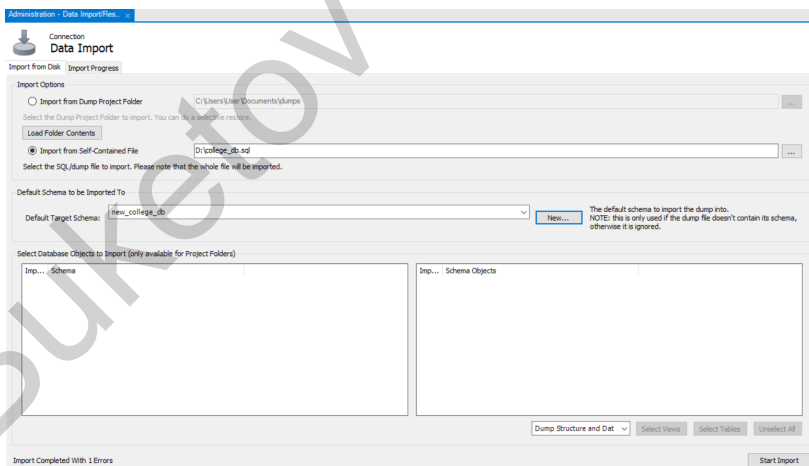 Administration - Data Import/Res... ×
Connection
Data Import
Import from Disk Import Progress
Import Options
Import from Dump Project Folder C:\Users\User\Documents\dumps ...
Select the Dump Project Folder to import. You can do a selective restore.
Load Folder Contents
Import from Self-Contained File D:\college_db.sql ...
Select the SQL/dump file to import. Please note that the whole file will be imported.
Default Schema to be Imported To
Default Target Schema: new_college_db New...
The default schema to import the dump into.
NOTE: this is only used if the dump file doesn't contain its schema,
otherwise it is ignored.
Select Database Objects to Import (only available for Project Folders)
Imp... Schema Imp... Schema Objects
Dump Structure and Dat Select Views Select Tables Unselect All
Import Completed With 1 Errors Start Import
buketov